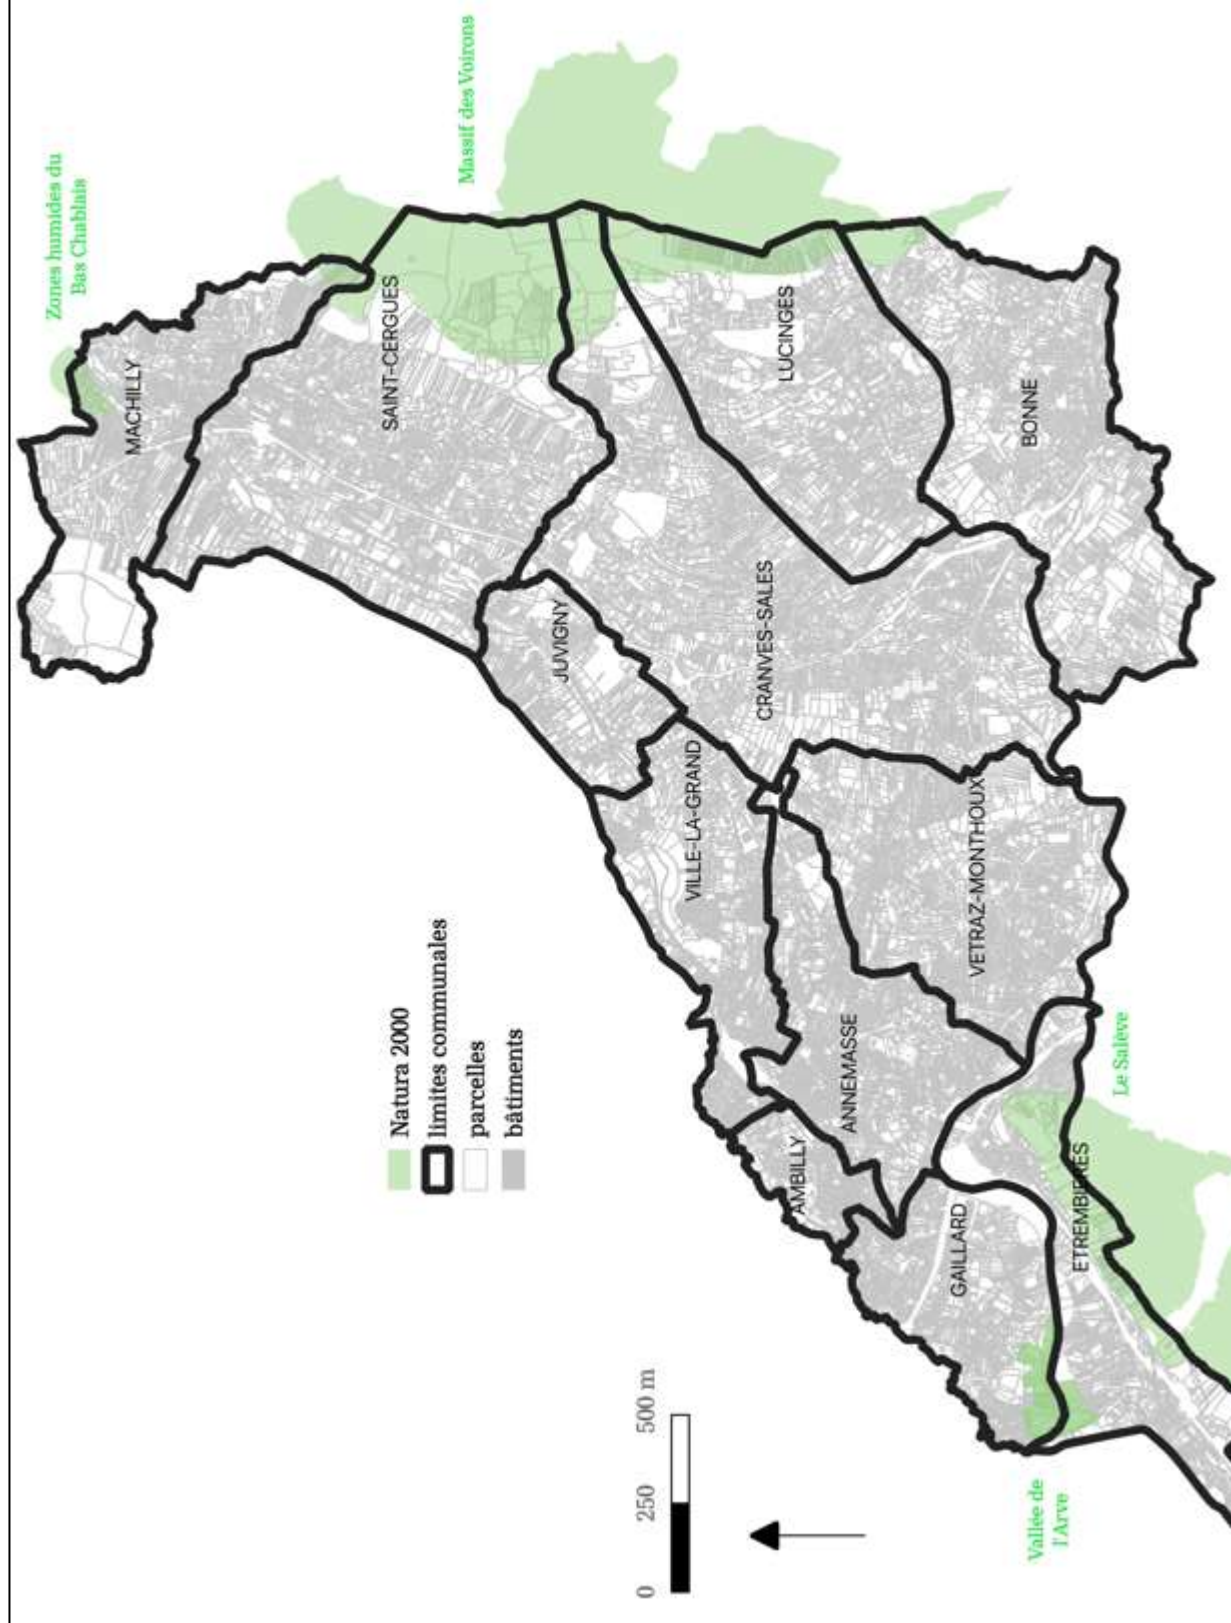 Zones humides du
Bas Chablais
Massif des Voirons
MACHILLY
SAINT-CERGUES
JUVIGNY
LUCINGES
BONNE
CRANVES-SALES
VILLE-LA-GRAND
VETRAZ-MONTHOUX
ANNEMASSE
AMBILLY
GAILLARD
ETREMBIERES
Le Salève
Vallée de
l'Arve
Natura 2000
limites communales
parcelles
bâtiments
0 250 500 m